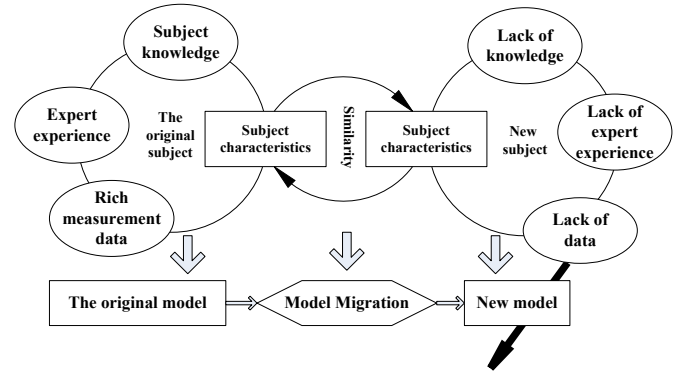 Subject
knowledge
Expert
experience
The
original
subject
Rich
measurement
data
Subject
characteristics
Similarity
Subject
characteristics
Lack of
knowledge
New
subject
Lack of
expert
experience
Lack of
data
The original model
Model Migration
New model